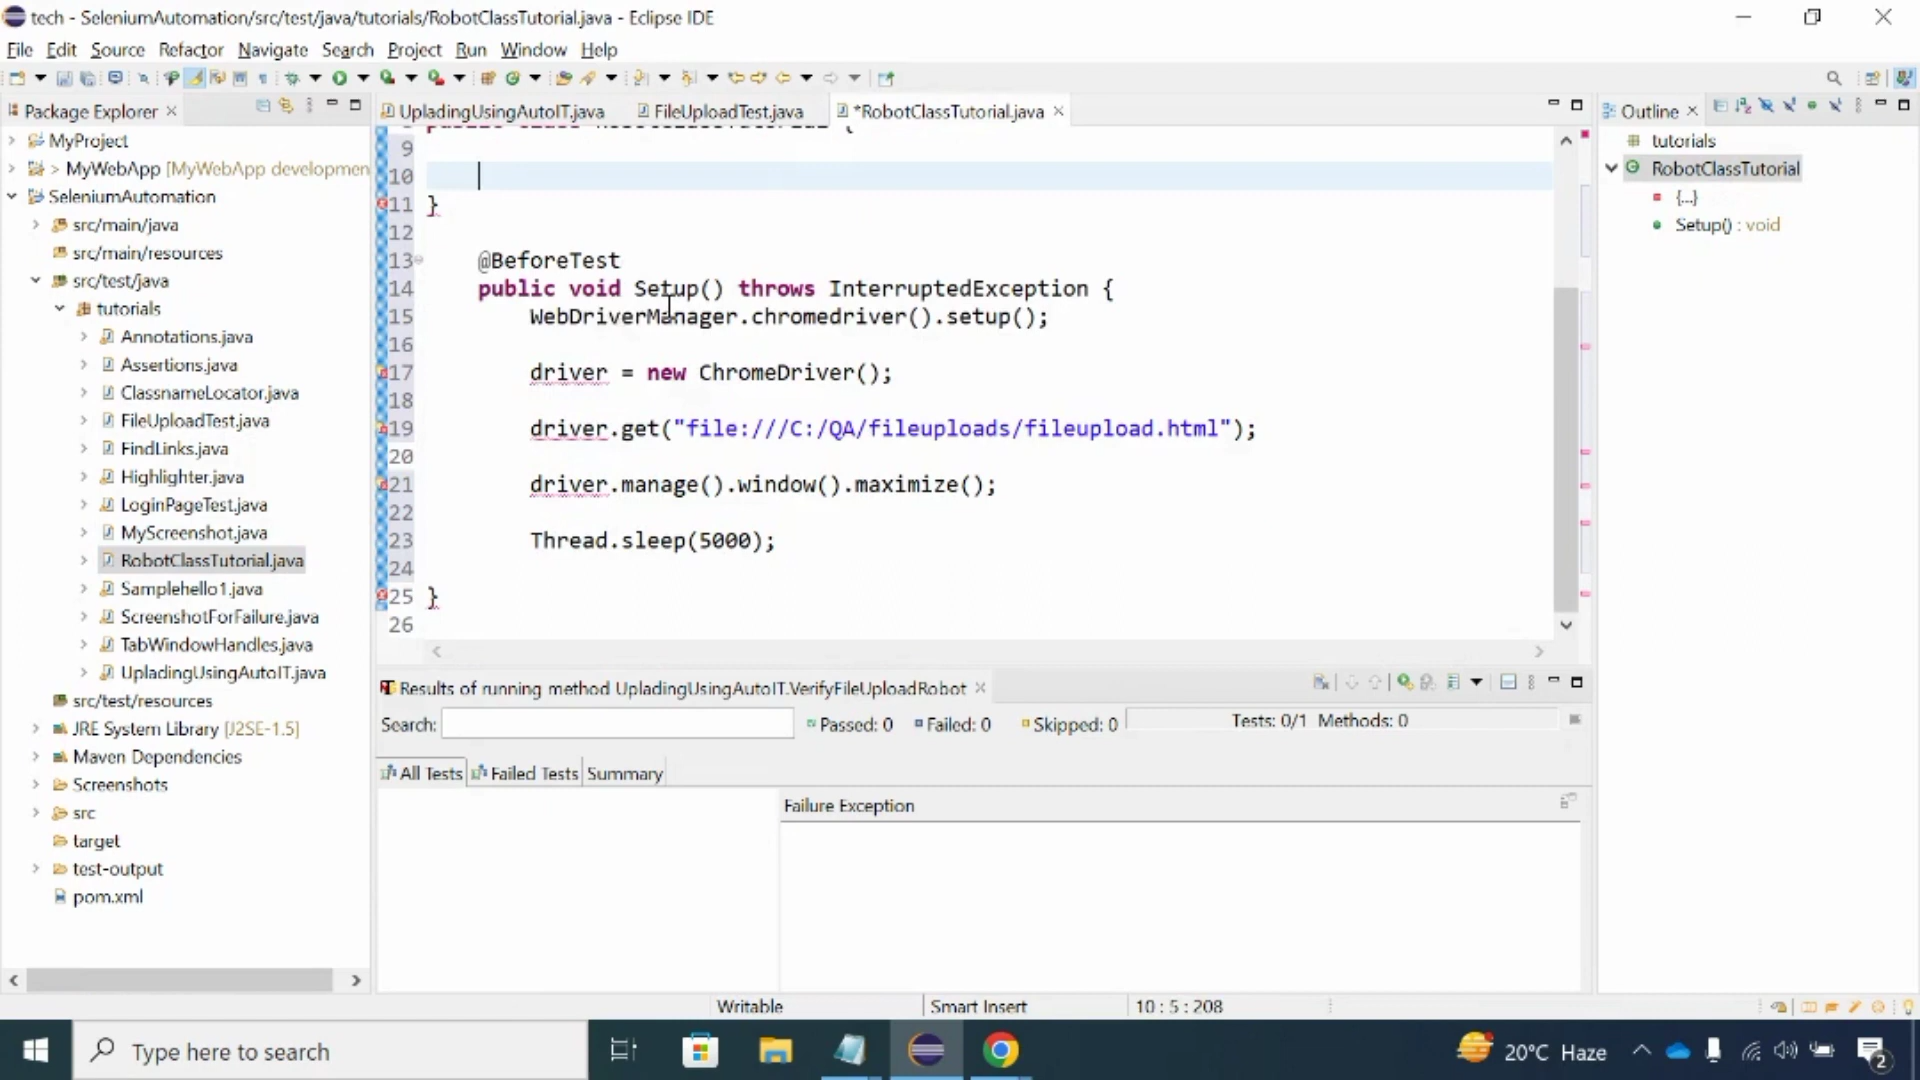 tech - SeleniumAutomation/src/test/java/tutorials/RobotClassTutorial.java - Eclipse IDE
File Edit Source Refactor Navigate Search Project Run Window Help
Package Explorer
UpladingUsingAutoIT.java FileUploadTest.java *RobotClassTutorial.java
Outline
MyProject
> MyWebApp [MyWebApp developmen
SeleniumAutomation
src/main/java
src/main/resources
src/test/java
tutorials
Annotations.java
Assertions.java
ClassnameLocator.java
FileUploadTest.java
FindLinks.java
Highlighter.java
LoginPageTest.java
MyScreenshot.java
RobotClassTutorial.java
Samplehello1.java
ScreenshotForFailure.java
TabWindowHandles.java
UpladingUsingAutoIT.java
src/test/resources
JRE System Library [J2SE-1.5]
Maven Dependencies
Screenshots
src
target
test-output
pom.xml
9
10
11 }
12
13 @BeforeTest
14 public void Setup() throws InterruptedException {
15 WebDriverManager.chromedriver().setup();
16
17 driver = new ChromeDriver();
18
19 driver.get("file:///C:/QA/fileuploads/fileupload.html");
20
21 driver.manage().window().maximize();
22
23 Thread.sleep(5000);
24
25 }
26
tutorials
RobotClassTutorial
{...}
Setup() : void
Results of running method UpladingUsingAutoIT.VerifyFileUploadRobot
Search: Passed: 0 Failed: 0 Skipped: 0 Tests: 0/1 Methods: 0
All Tests Failed Tests Summary
Failure Exception
Writable Smart Insert 10 : 5 : 208
Type here to search
20°C Haze
2